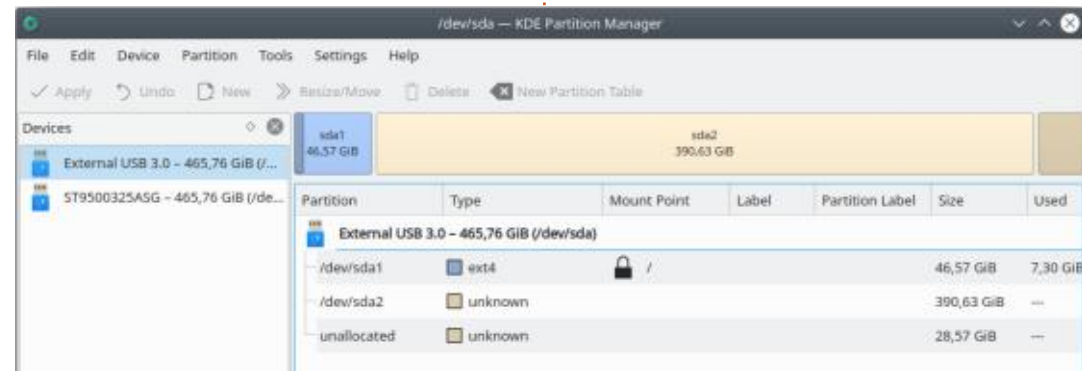 /dev/sda — KDE Partition Manager
File Edit Device Partition Tools Settings Help
Apply Undo New Resize/Move Delete New Partition Table
Devices
External USB 3.0 – 465,76 GiB (/...
ST9500325ASG – 465,76 GiB (/de...
sda1
46,57 GiB
sda2
390,63 GiB
Partition Type Mount Point Label Partition Label Size Used
External USB 3.0 – 465,76 GiB (/dev/sda)
/dev/sda1 ext4 / 46,57 GiB 7,30 GiB
/dev/sda2 unknown 390,63 GiB ---
unallocated unknown 28,57 GiB ---